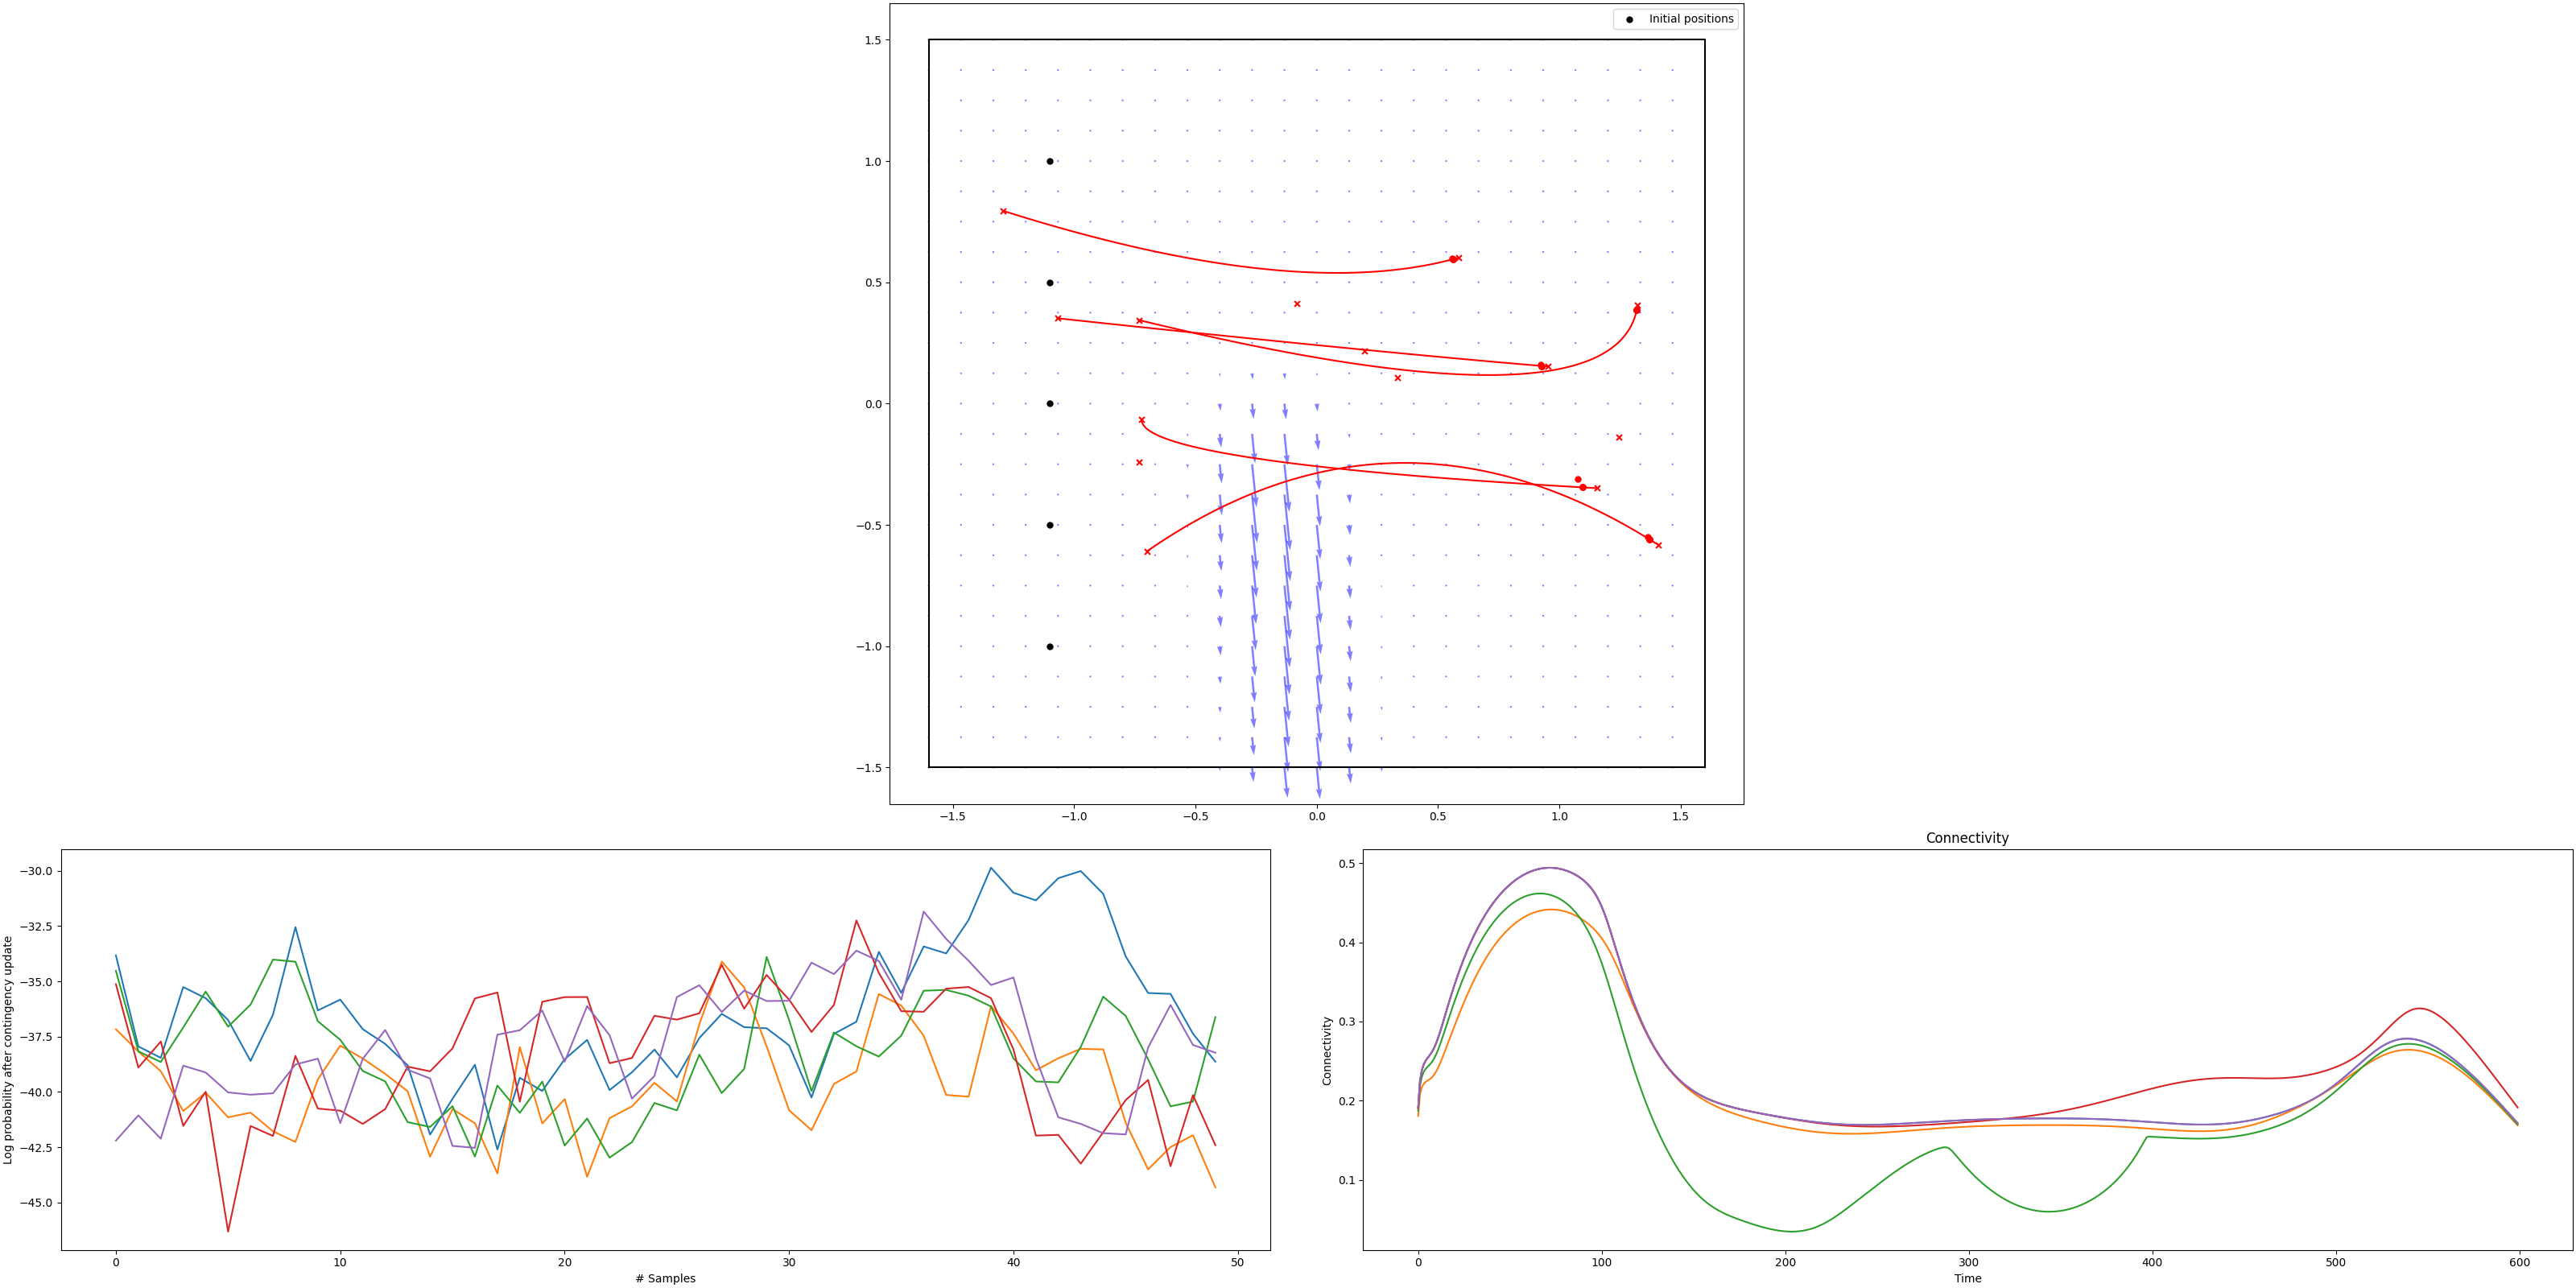 Initial positions
1.5
1.0
0.5
0.0
−0.5
−1.0
−1.5
−1.5 −1.0 −0.5 0.0 0.5 1.0 1.5
Log probability after contingency update
−30.0
−32.5
−35.0
−37.5
−40.0
−42.5
−45.0
0 10 20 30 40 50
# Samples
Connectivity
Connectivity
0.5
0.4
0.3
0.2
0.1
0 100 200 300 400 500 600
Time